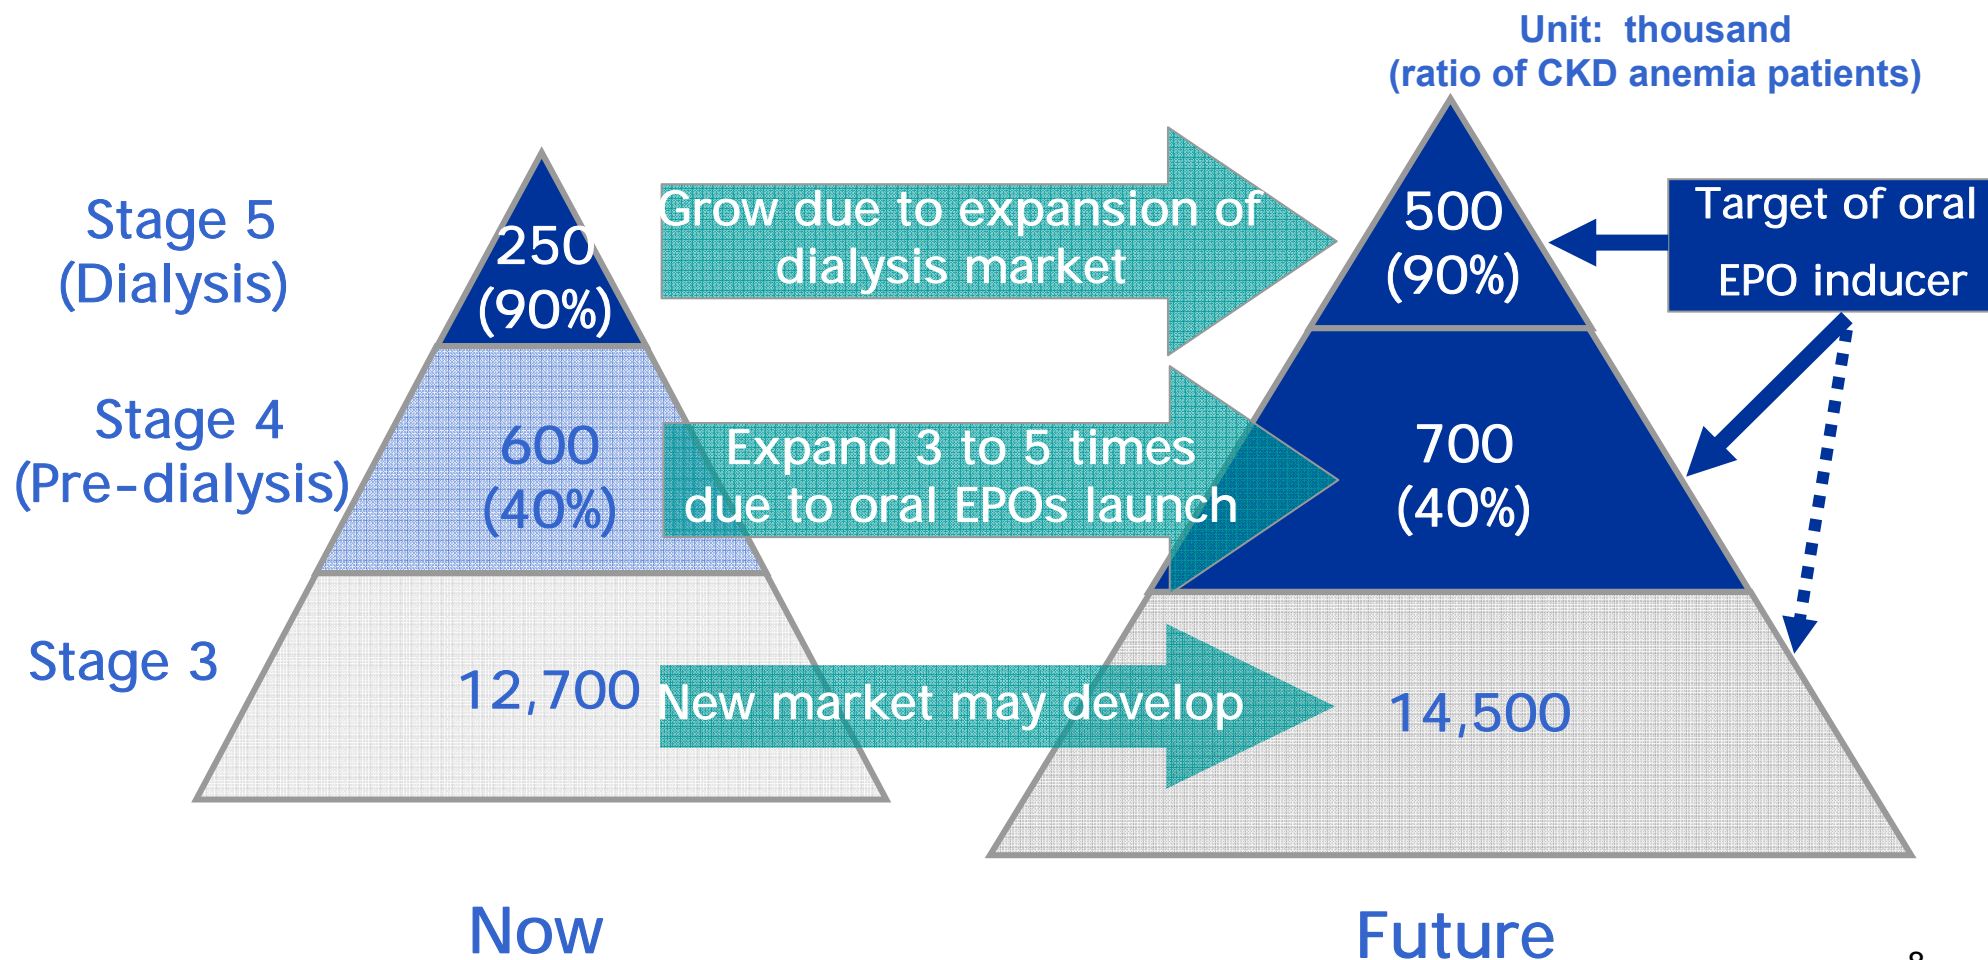 Unit: thousand
(ratio of CKD anemia patients)
Stage 5
(Dialysis)
250
(90%)
Grow due to expansion of
dialysis market
500
(90%)
Target of oral
EPO inducer
Stage 4
(Pre-dialysis)
600
(40%)
Expand 3 to 5 times
due to oral EPOs launch
700
(40%)
Stage 3
12,700
New market may develop
14,500
Now
Future
8